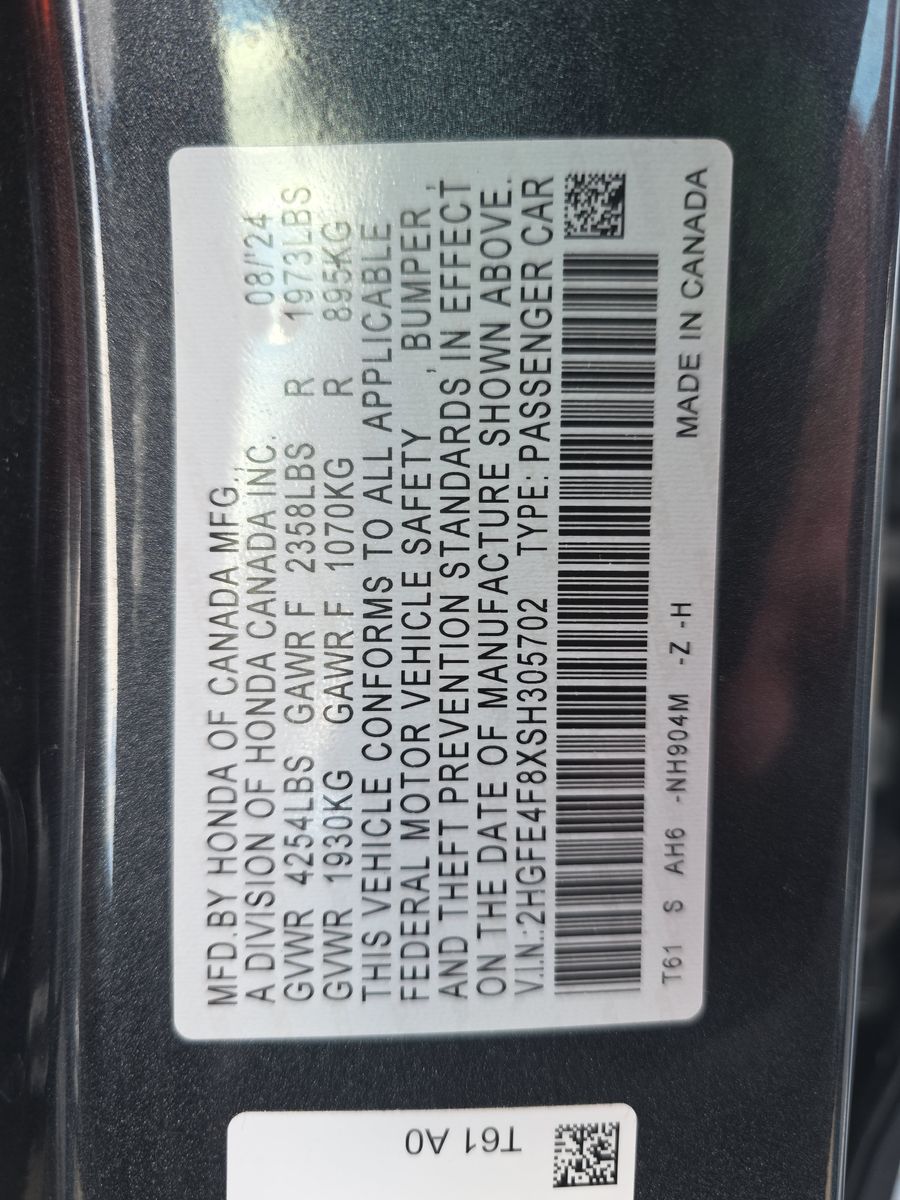 MFD.BY HONDA OF CANADA MFG.,
A DIVISION OF HONDA CANADA INC. 08/'24
GVWR 4254LBS GAWR F 2358LBS R 1973LBS
GVWR 1930KG GAWR F 1070KG R 895KG
THIS VEHICLE CONFORMS TO ALL APPLICABLE
FEDERAL MOTOR VEHICLE SAFETY , BUMPER ,
AND THEFT PREVENTION STANDARDS IN EFFECT
ON THE DATE OF MANUFACTURE SHOWN ABOVE.
V.I.N.:2HGFE4F8XSH305702 TYPE: PASSENGER CAR
T61 S AH6 -NH904M -Z -H MADE IN CANADA
T61 A0